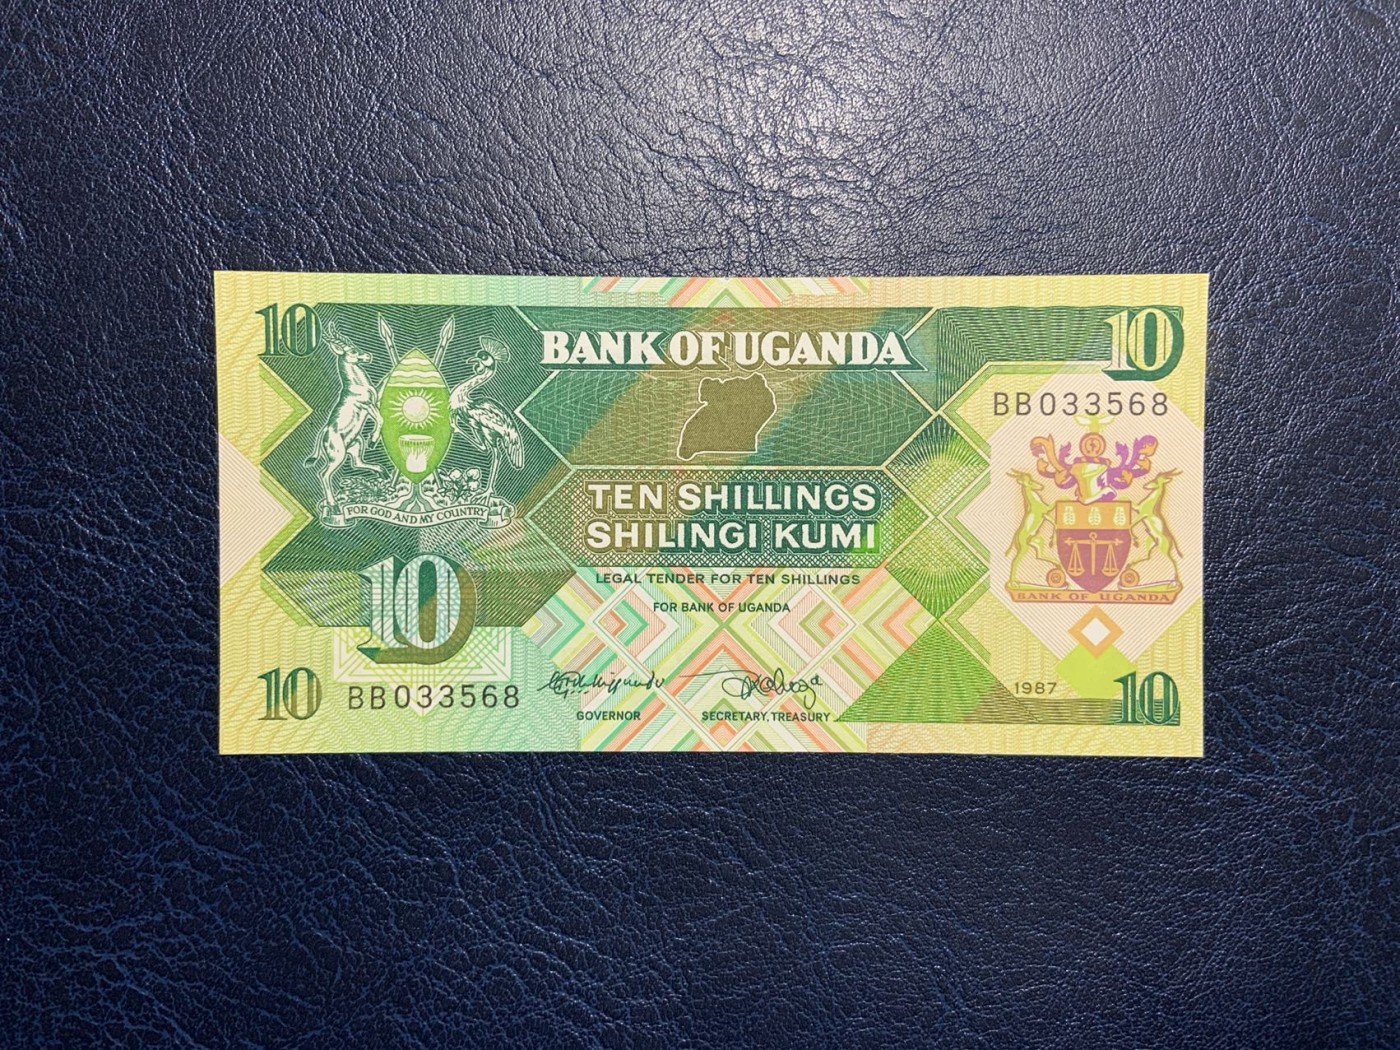 10
10
BANK OF UGANDA
BB033568
FOR GOD AND MY COUNTRY
TEN SHILLINGS
SHILINGI KUMI
LEGAL TENDER FOR TEN SHILLINGS
FOR BANK OF UGANDA
BANK OF UGANDA
10
10
BB033568
GOVERNOR
SECRETARY, TREASURY
1987
10